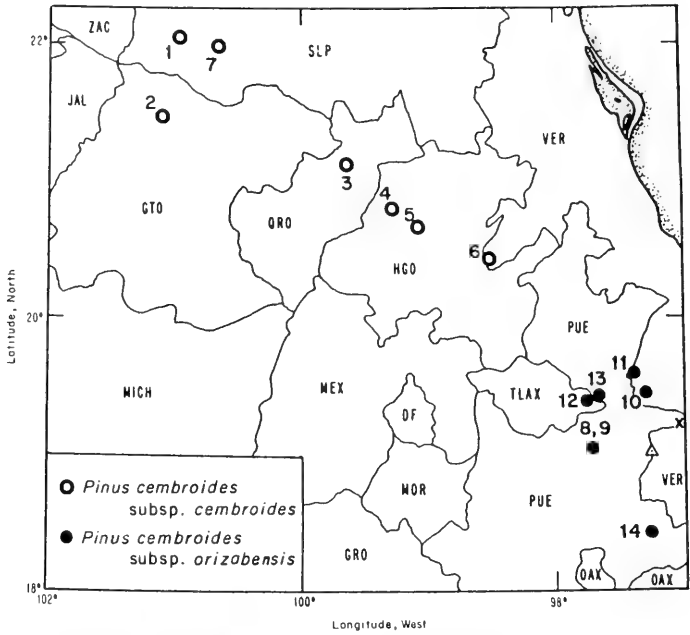 ZAC
22°
1
7
SLP
JAL
2
VER
3
GTO
QRO
4
5
6
HGO
Latitude, North
20°
PUE
11
MICH
MEX
TLAX
13
12
10
DF
8,9
x
Pinus cembroides
subsp. cembroides
MOR
VER
PUE
Pinus cembroides
subsp. orizabensis
14
GRO
OAX
OAX
18°
102°
100°
98°
Longitude, West